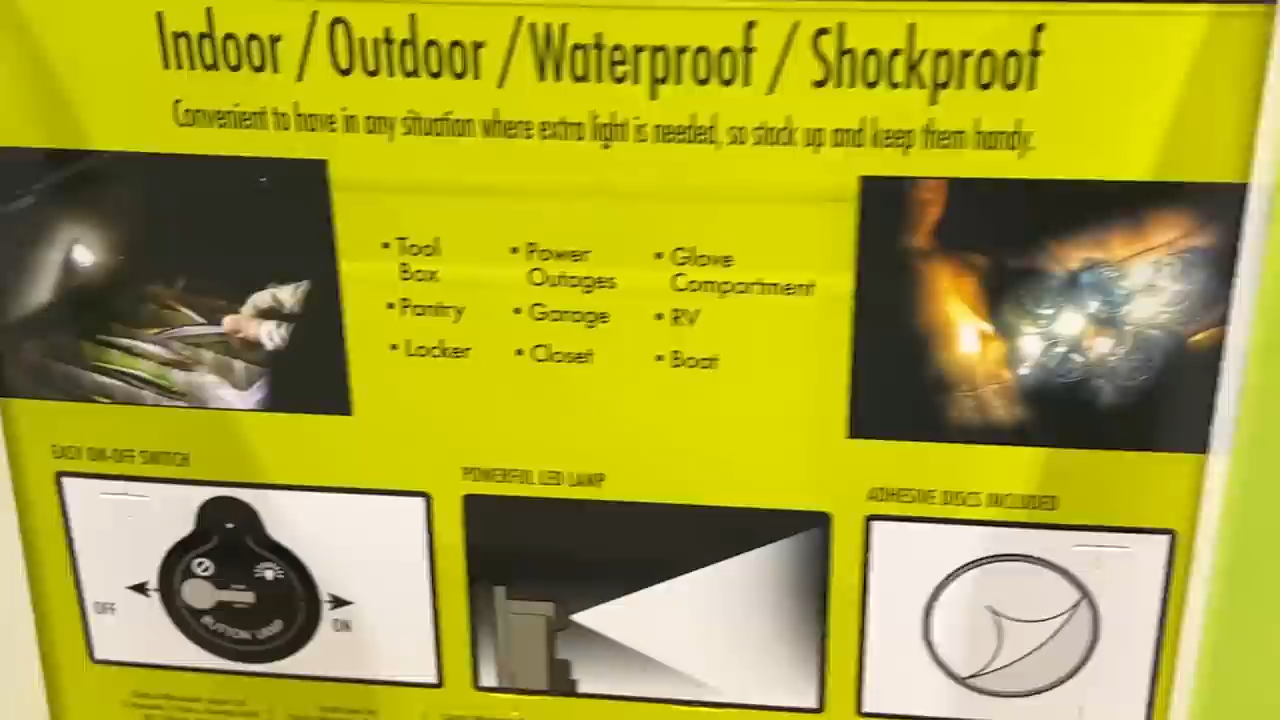 Indoor / Outdoor / Waterproof / Shockproof
Convenient to have in any situation where extra light is needed, so stock up and keep them handy.
• Tool Box
• Pantry
• Locker
• Power Outages
• Garage
• Closet
• Glove Compartment
• RV
• Boat
EASY ON-OFF SWITCH
OFF
BUTTON LAMP
ON
POWERFUL LED LAMP
ADHESIVE DISCS INCLUDED